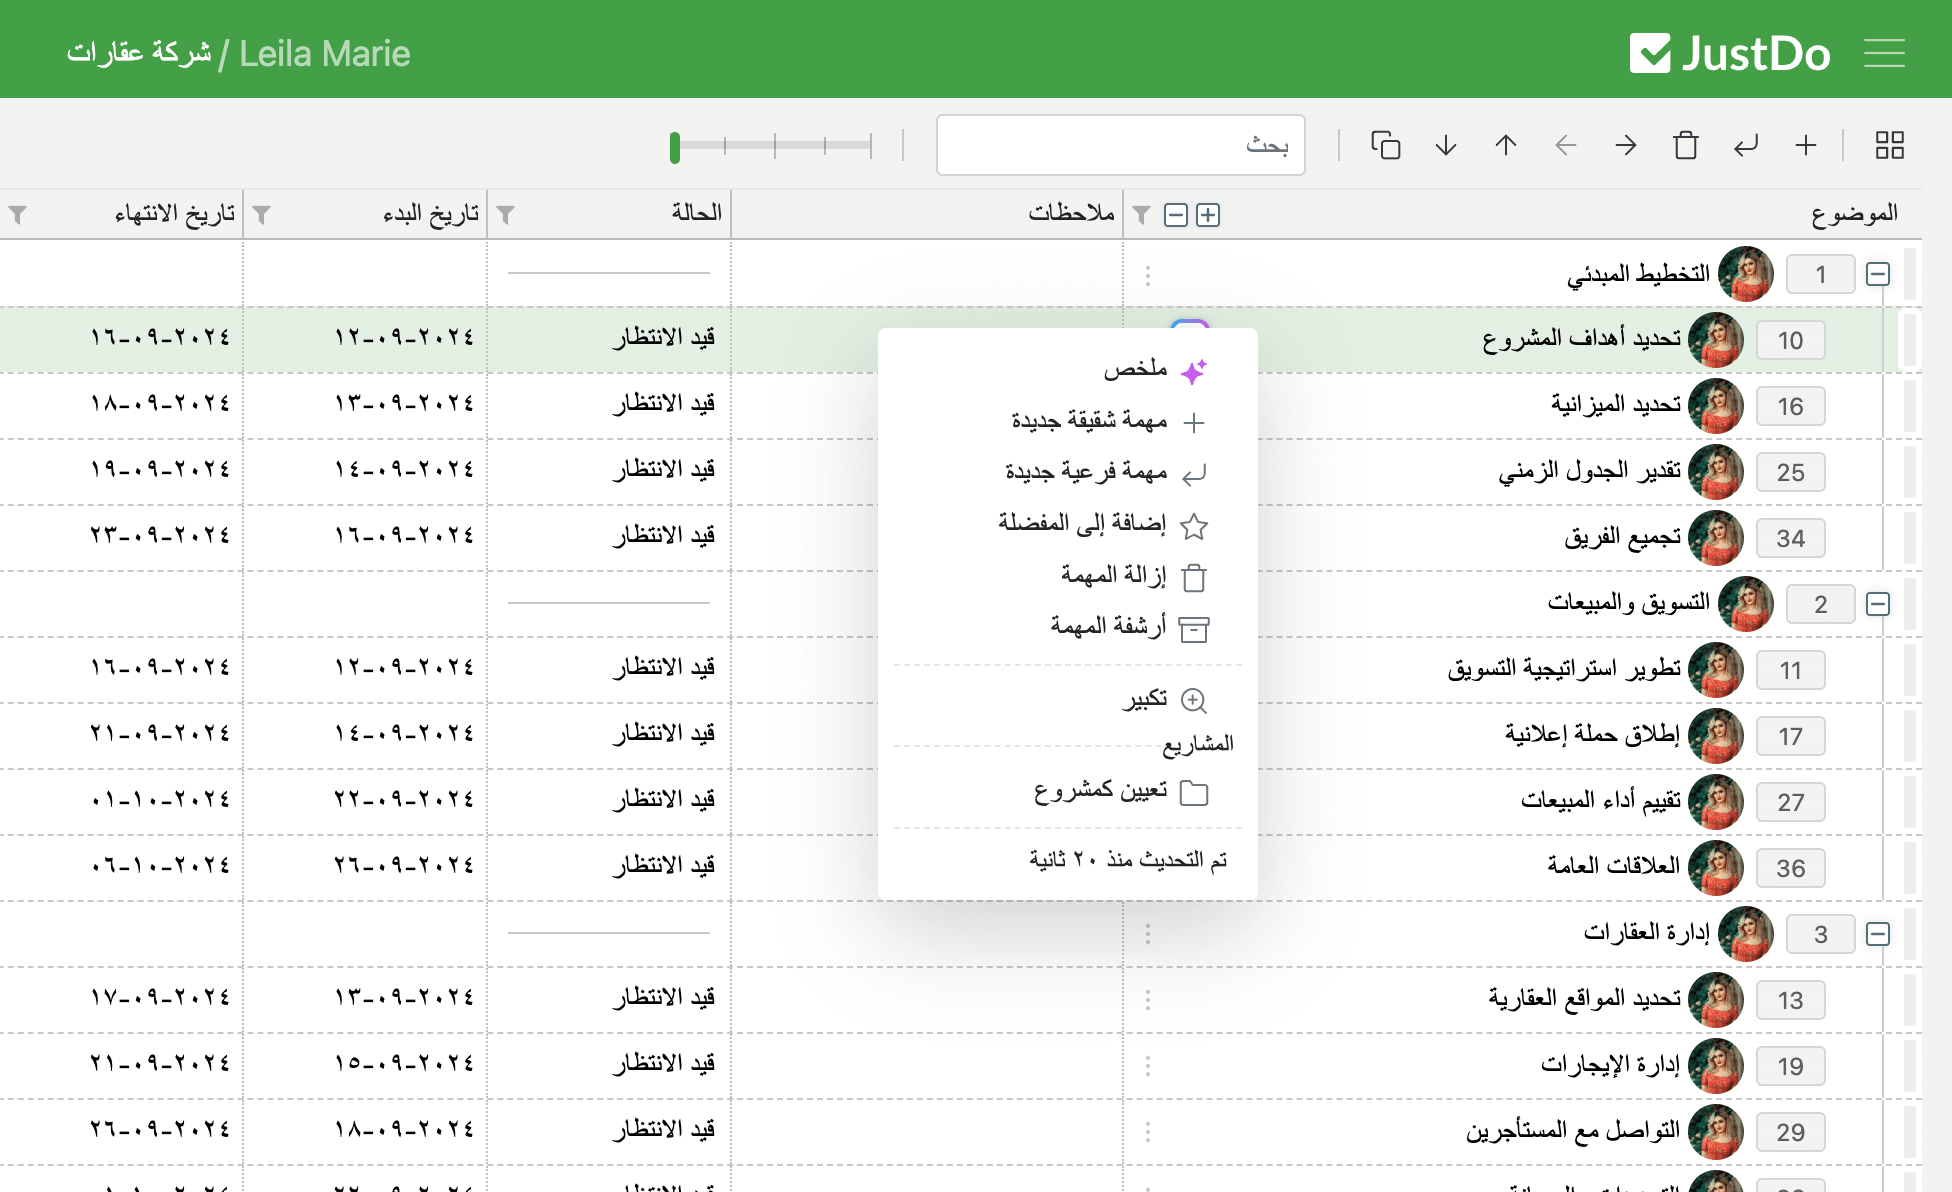 JustDo
شركة عقارات / Leila Marie
بحث
الموضوع ملاحظات الحالة تاريخ البدء تاريخ الانتهاء
1 التخطيط المبدئي
10 تحديد أهداف المشروع قيد الانتظار ٢٠٢٤-٠٩-١٢ ٢٠٢٤-٠٩-١٦
16 تحديد الميزانية قيد الانتظار ٢٠٢٤-٠٩-١٣ ٢٠٢٤-٠٩-١٨
25 تقدير الجدول الزمني قيد الانتظار ٢٠٢٤-٠٩-١٤ ٢٠٢٤-٠٩-١٩
34 تجميع الفريق قيد الانتظار ٢٠٢٤-٠٩-١٦ ٢٠٢٤-٠٩-٢٣
2 التسويق والمبيعات
11 تطوير استراتيجية التسويق قيد الانتظار ٢٠٢٤-٠٩-١٢ ٢٠٢٤-٠٩-١٦
17 إطلاق حملة إعلانية قيد الانتظار ٢٠٢٤-٠٩-١٤ ٢٠٢٤-٠٩-٢١
27 تقييم أداء المبيعات قيد الانتظار ٢٠٢٤-٠٩-٢٢ ٢٠٢٤-١٠-٠١
36 العلاقات العامة قيد الانتظار ٢٠٢٤-٠٩-٢٦ ٢٠٢٤-١٠-٠٦
3 إدارة العقارات
13 تحديد المواقع العقارية قيد الانتظار ٢٠٢٤-٠٩-١٣ ٢٠٢٤-٠٩-١٧
19 إدارة الإيجارات قيد الانتظار ٢٠٢٤-٠٩-١٥ ٢٠٢٤-٠٩-٢١
29 التواصل مع المستأجرين قيد الانتظار ٢٠٢٤-٠٩-١٨ ٢٠٢٤-٠٩-٢٦
ملخص
مهمة شقيقة جديدة
مهمة فرعية جديدة
إضافة إلى المفضلة
إزالة المهمة
أرشفة المهمة
تكبير
المشاريع
تعيين كمشروع
تم التحديث منذ ٢٠ ثانية